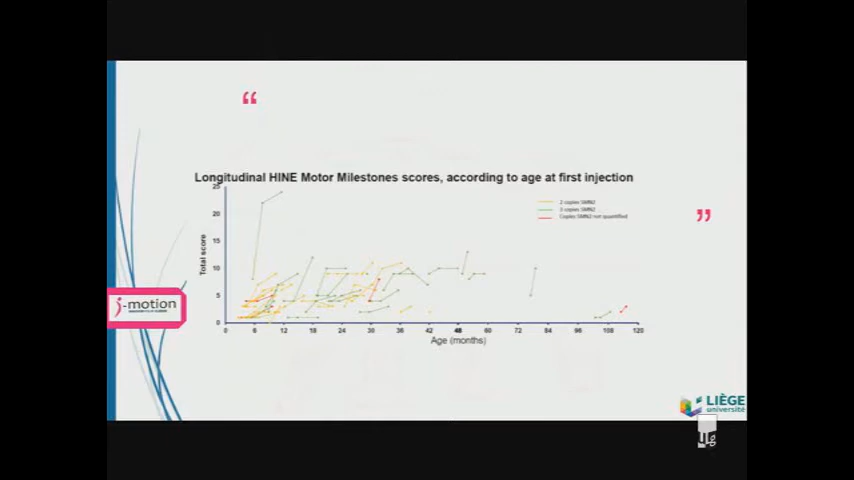 “
Longitudinal HINE Motor Milestones scores, according to age at first injection
25
20
15
10
5
0
Total score
2 copies SMN2
3 copies SMN2
Copies SMN2 not quantified
”
0 6 12 18 24 30 36 42 48 54 60 72 84 96 108 120
Age (months)
i-motion
LIÈGE
université